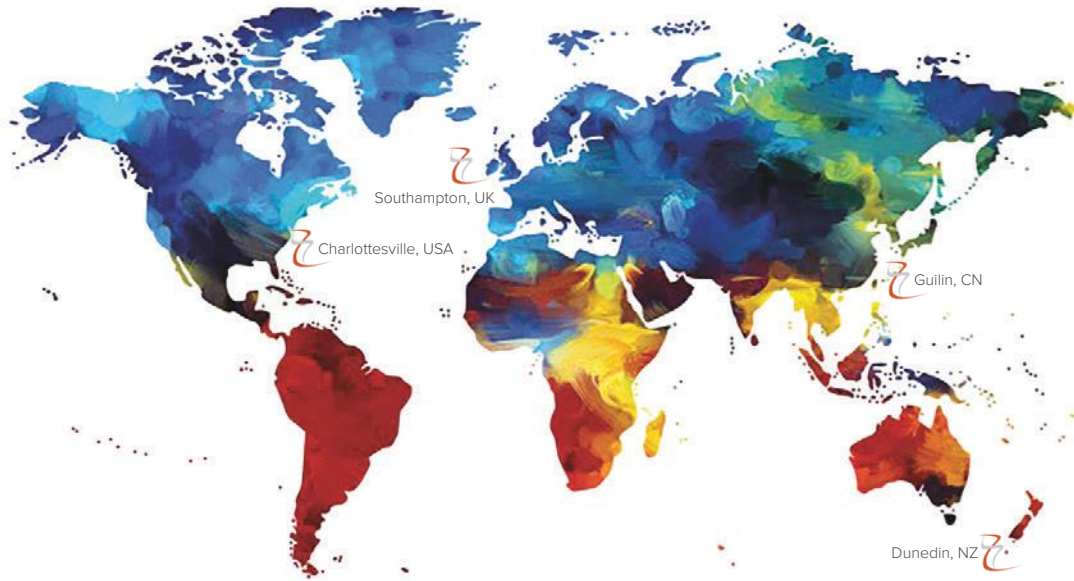 Southampton, UK
Charlottesville, USA
Guilin, CN
Dunedin, NZ